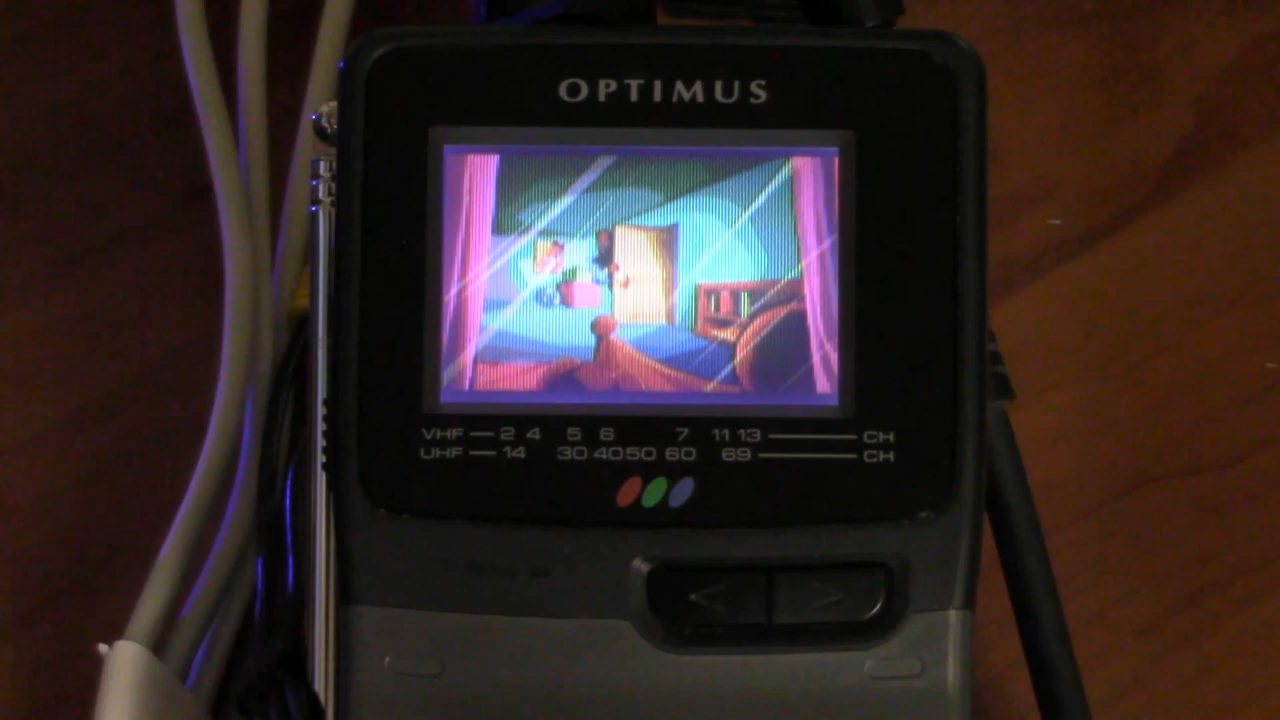 OPTIMUS
VHF — 2 4 5 6 7 11 13 — CH
UHF — 14 30 40 50 60 69 — CH
< >